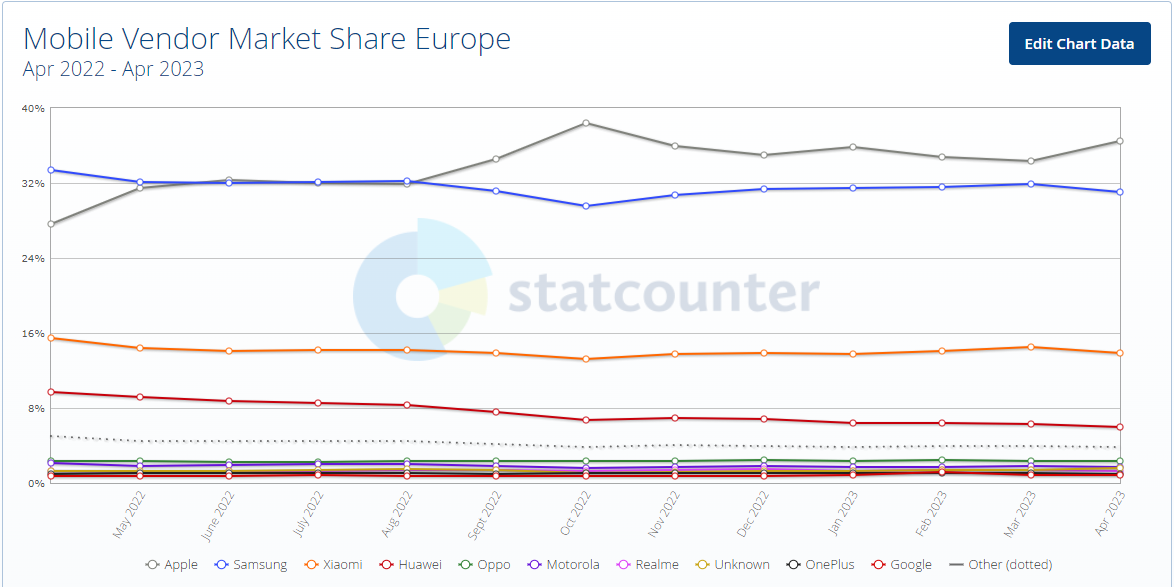 Mobile Vendor Market Share Europe
Apr 2022 - Apr 2023
Edit Chart Data
40%
32%
24%
16%
8%
0%
statcounter
May 2022
June 2022
July 2022
Aug 2022
Sept 2022
Oct 2022
Nov 2022
Dec 2022
Jan 2023
Feb 2023
Mar 2023
Apr 2023
Apple Samsung Xiaomi Huawei Oppo Motorola Realme Unknown OnePlus Google Other (dotted)